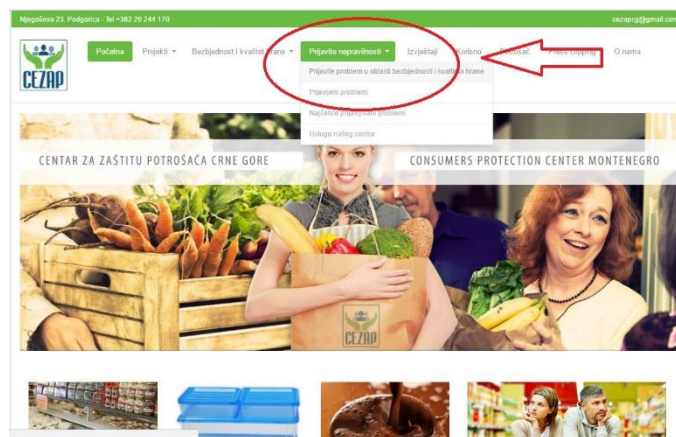 Njegoševa 23, Podgorica - Tel +382 20 244 170
cezapcg@gmail.com
CEZAP
Početna
Projekti
Bezbjednost i kvalitet hrane
Prijavite nepravilnosti
Izvještaji
Korisno
Potrošač
Press clipping
O nama
Prijavite problem u oblasti bezbjednosti i kvaliteta hrane
Prijavljeni problemi
Najčešće prijavljivani problemi
Usluge našeg centra
CENTAR ZA ZAŠTITU POTROŠAČA CRNE GORE
CONSUMERS PROTECTION CENTER MONTENEGRO
CEZAP